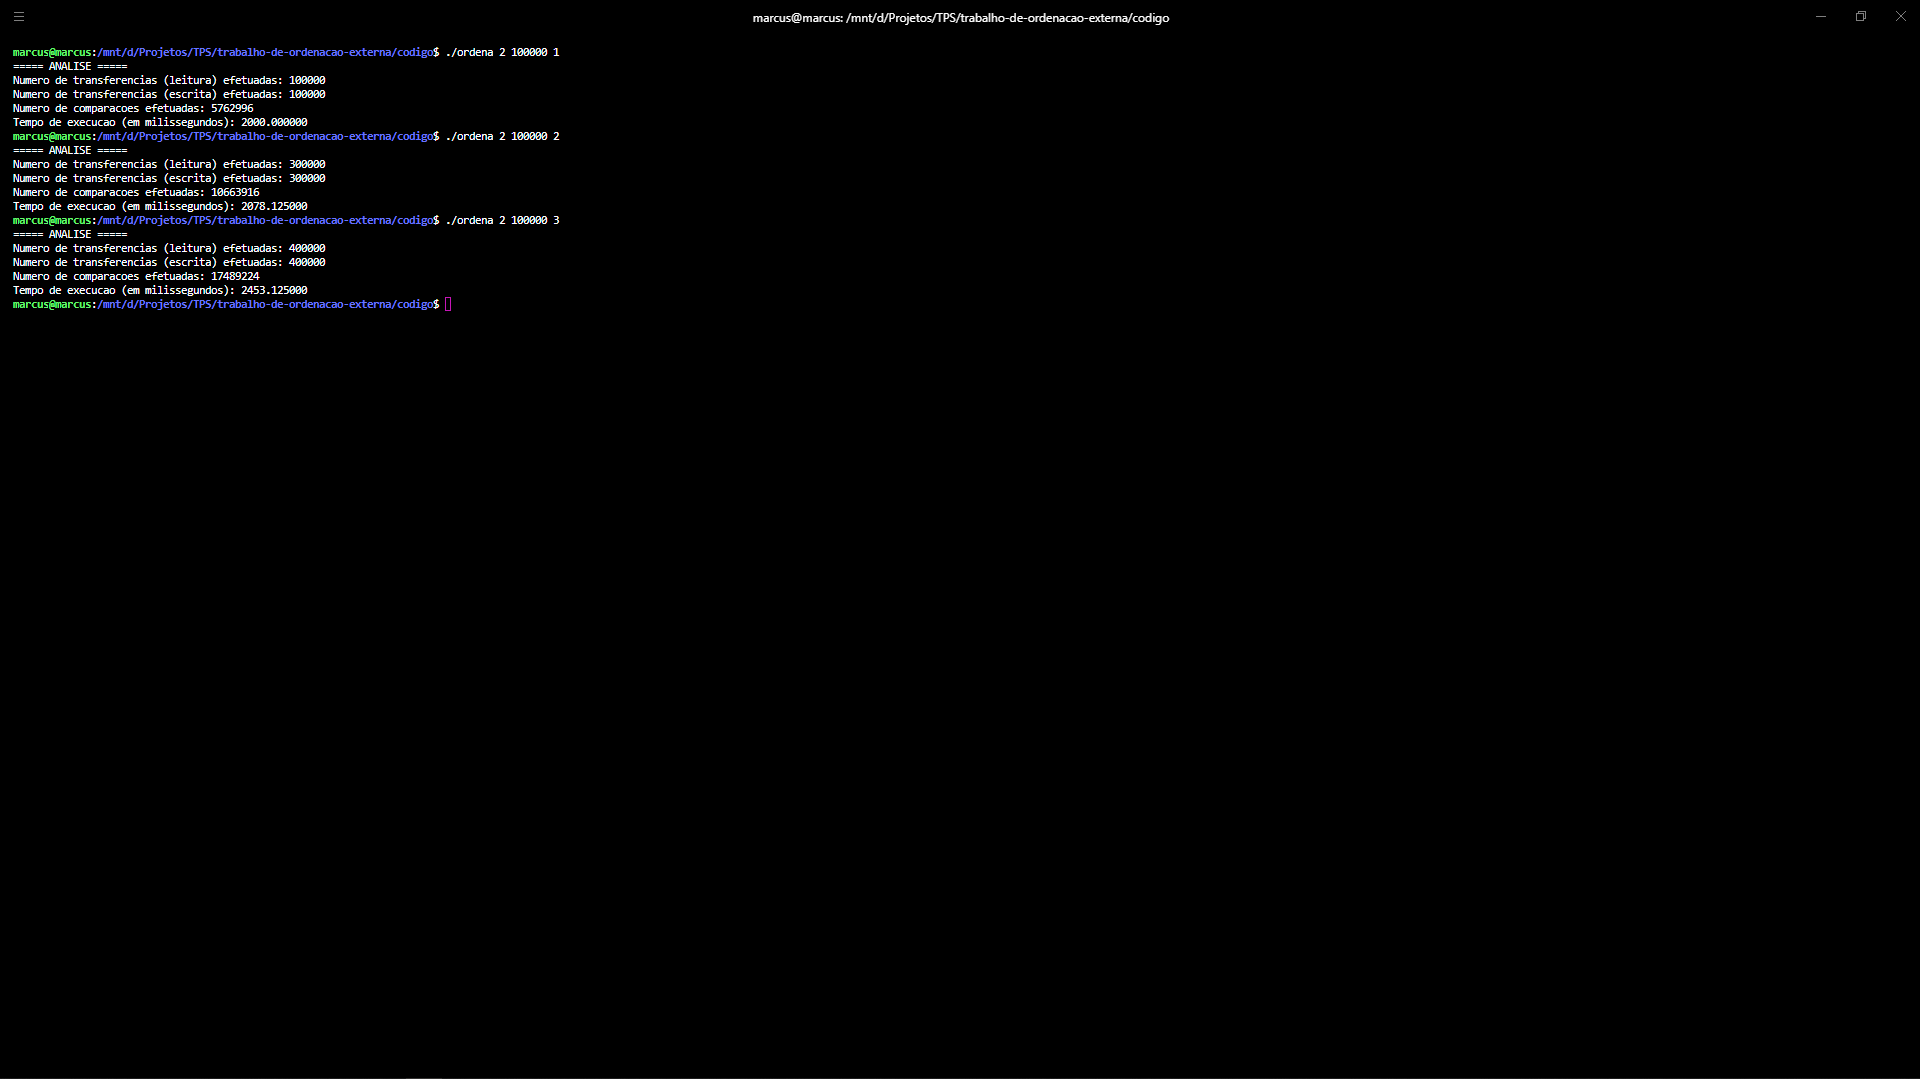 marcus@marcus: /mnt/d/Projetos/TPS/trabalho-de-ordenacao-externa/codigo
marcus@marcus:/mnt/d/Projetos/TPS/trabalho-de-ordenacao-externa/codigo$ ./ordena 2 100000 1
===== ANALISE =====
Numero de transferencias (leitura) efetuadas: 100000
Numero de transferencias (escrita) efetuadas: 100000
Numero de comparacoes efetuadas: 5762996
Tempo de execucao (em milissegundos): 2000.000000
marcus@marcus:/mnt/d/Projetos/TPS/trabalho-de-ordenacao-externa/codigo$ ./ordena 2 100000 2
===== ANALISE =====
Numero de transferencias (leitura) efetuadas: 300000
Numero de transferencias (escrita) efetuadas: 300000
Numero de comparacoes efetuadas: 10663916
Tempo de execucao (em milissegundos): 2078.125000
marcus@marcus:/mnt/d/Projetos/TPS/trabalho-de-ordenacao-externa/codigo$ ./ordena 2 100000 3
===== ANALISE =====
Numero de transferencias (leitura) efetuadas: 400000
Numero de transferencias (escrita) efetuadas: 400000
Numero de comparacoes efetuadas: 17489224
Tempo de execucao (em milissegundos): 2453.125000
marcus@marcus:/mnt/d/Projetos/TPS/trabalho-de-ordenacao-externa/codigo$